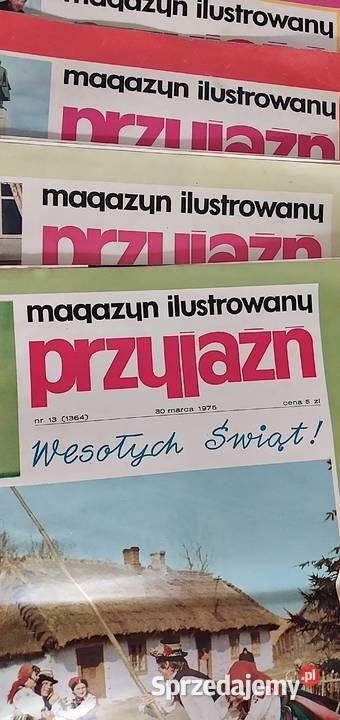 magazyn ilustrowany
magazyn ilustrowany
przyjaźń
magazyn ilustrowany
przyjaźń
magazyn ilustrowany
przyjaźń
nr 13 (1364)
30 marca 1975
cena 5 zł
Wesołych Świąt!
Sprzedajemy.pl